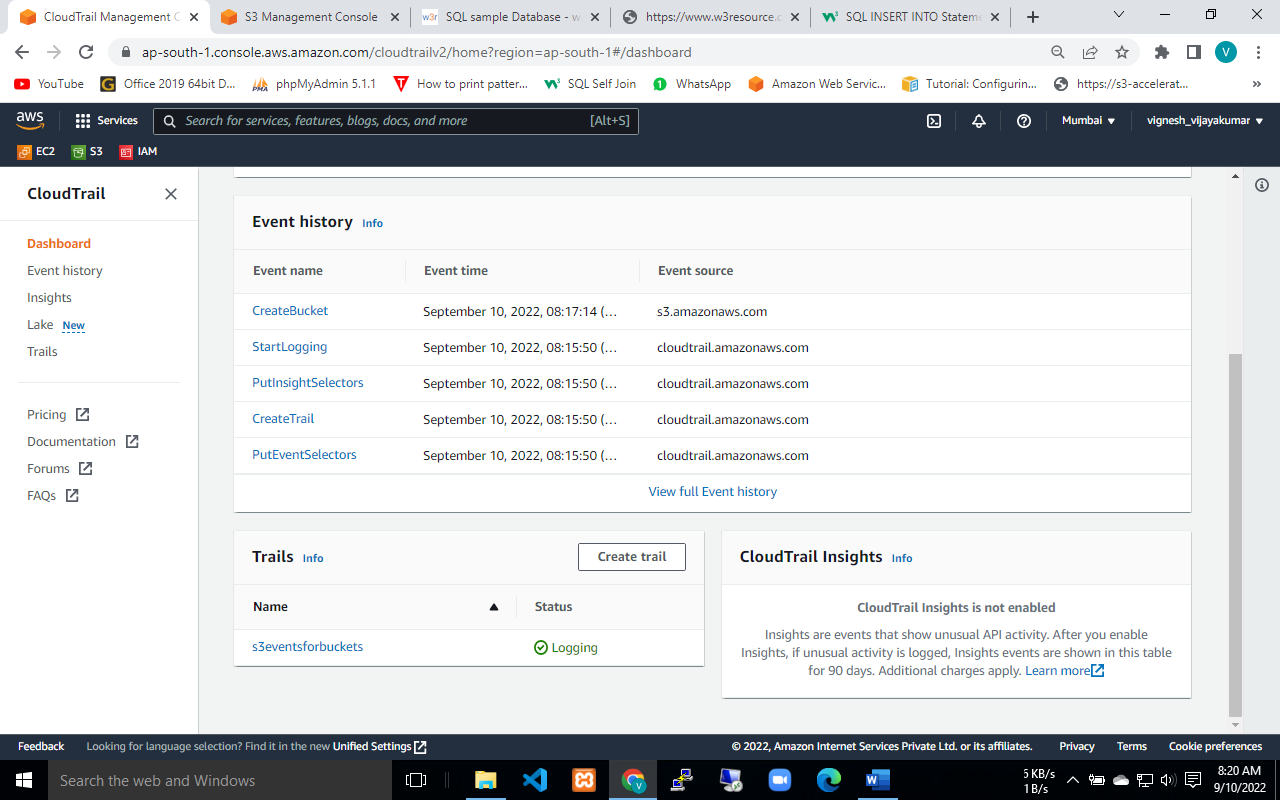 CloudTrail Management C
S3 Management Console
w3r
SQL sample Database - w
https://www.w3resource.c
SQL INSERT INTO Stateme
ap-south-1.console.aws.amazon.com/cloudtrailv2/home?region=ap-south-1#/dashboard
V
YouTube
Office 2019 64bit D...
phpMyAdmin 5.1.1
How to print patter...
SQL Self Join
1 WhatsApp
Amazon Web Servic...
Tutorial: Configurin...
https://s3-accelerat...
»
aws
Services
Search for services, features, blogs, docs, and more
[Alt+S]
Mumbai
vignesh_vijayakumar
EC2
S3
IAM
CloudTrail
Dashboard
Event history
Insights
Lake New
Trails
Pricing
Documentation
Forums
FAQs
Event history Info
Event name Event time Event source
CreateBucket September 10, 2022, 08:17:14 (... s3.amazonaws.com
StartLogging September 10, 2022, 08:15:50 (... cloudtrail.amazonaws.com
PutInsightSelectors September 10, 2022, 08:15:50 (... cloudtrail.amazonaws.com
CreateTrail September 10, 2022, 08:15:50 (... cloudtrail.amazonaws.com
PutEventSelectors September 10, 2022, 08:15:50 (... cloudtrail.amazonaws.com
View full Event history
Trails Info
Create trail
Name Status
s3eventsforbuckets Logging
CloudTrail Insights Info
CloudTrail Insights is not enabled
Insights are events that show unusual API activity. After you enable
Insights, if unusual activity is logged, Insights events are shown in this table
for 90 days. Additional charges apply. Learn more
Feedback
Looking for language selection? Find it in the new Unified Settings
© 2022, Amazon Internet Services Private Ltd. or its affiliates.
Privacy
Terms
Cookie preferences
Search the web and Windows
5 KB/s
1 B/s
8:20 AM
9/10/2022